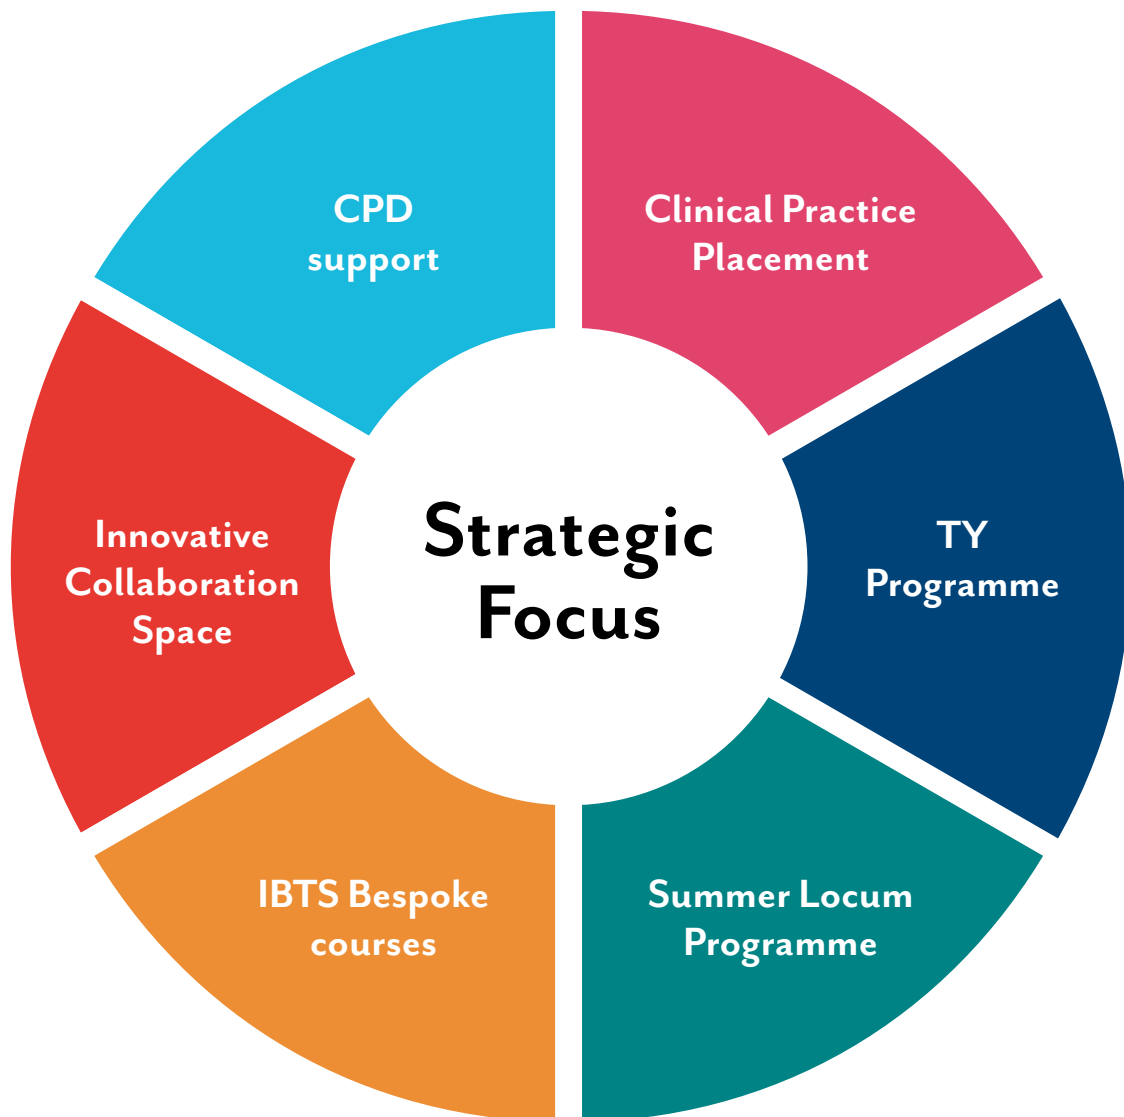 CPD
support
Clinical Practice
Placement
Innovative
Collaboration
Space
Strategic
Focus
TY
Programme
IBTS Bespoke
courses
Summer Locum
Programme